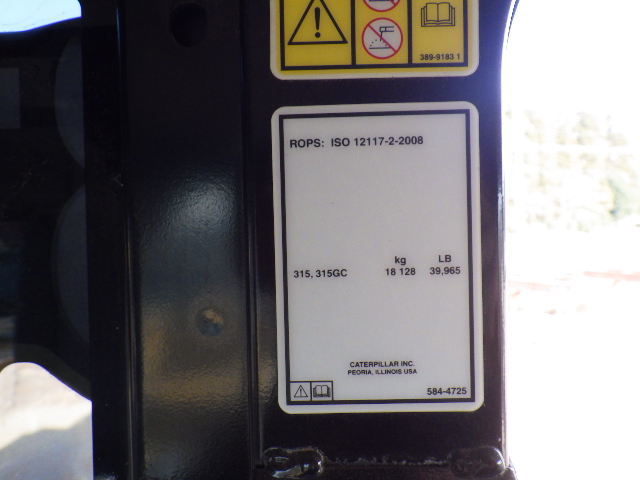 389-9183 1
ROPS: ISO 12117-2-2008
kg LB
315, 315GC 18 128 39,965
CATERPILLAR INC.
PEORIA, ILLINOIS USA
584-4725